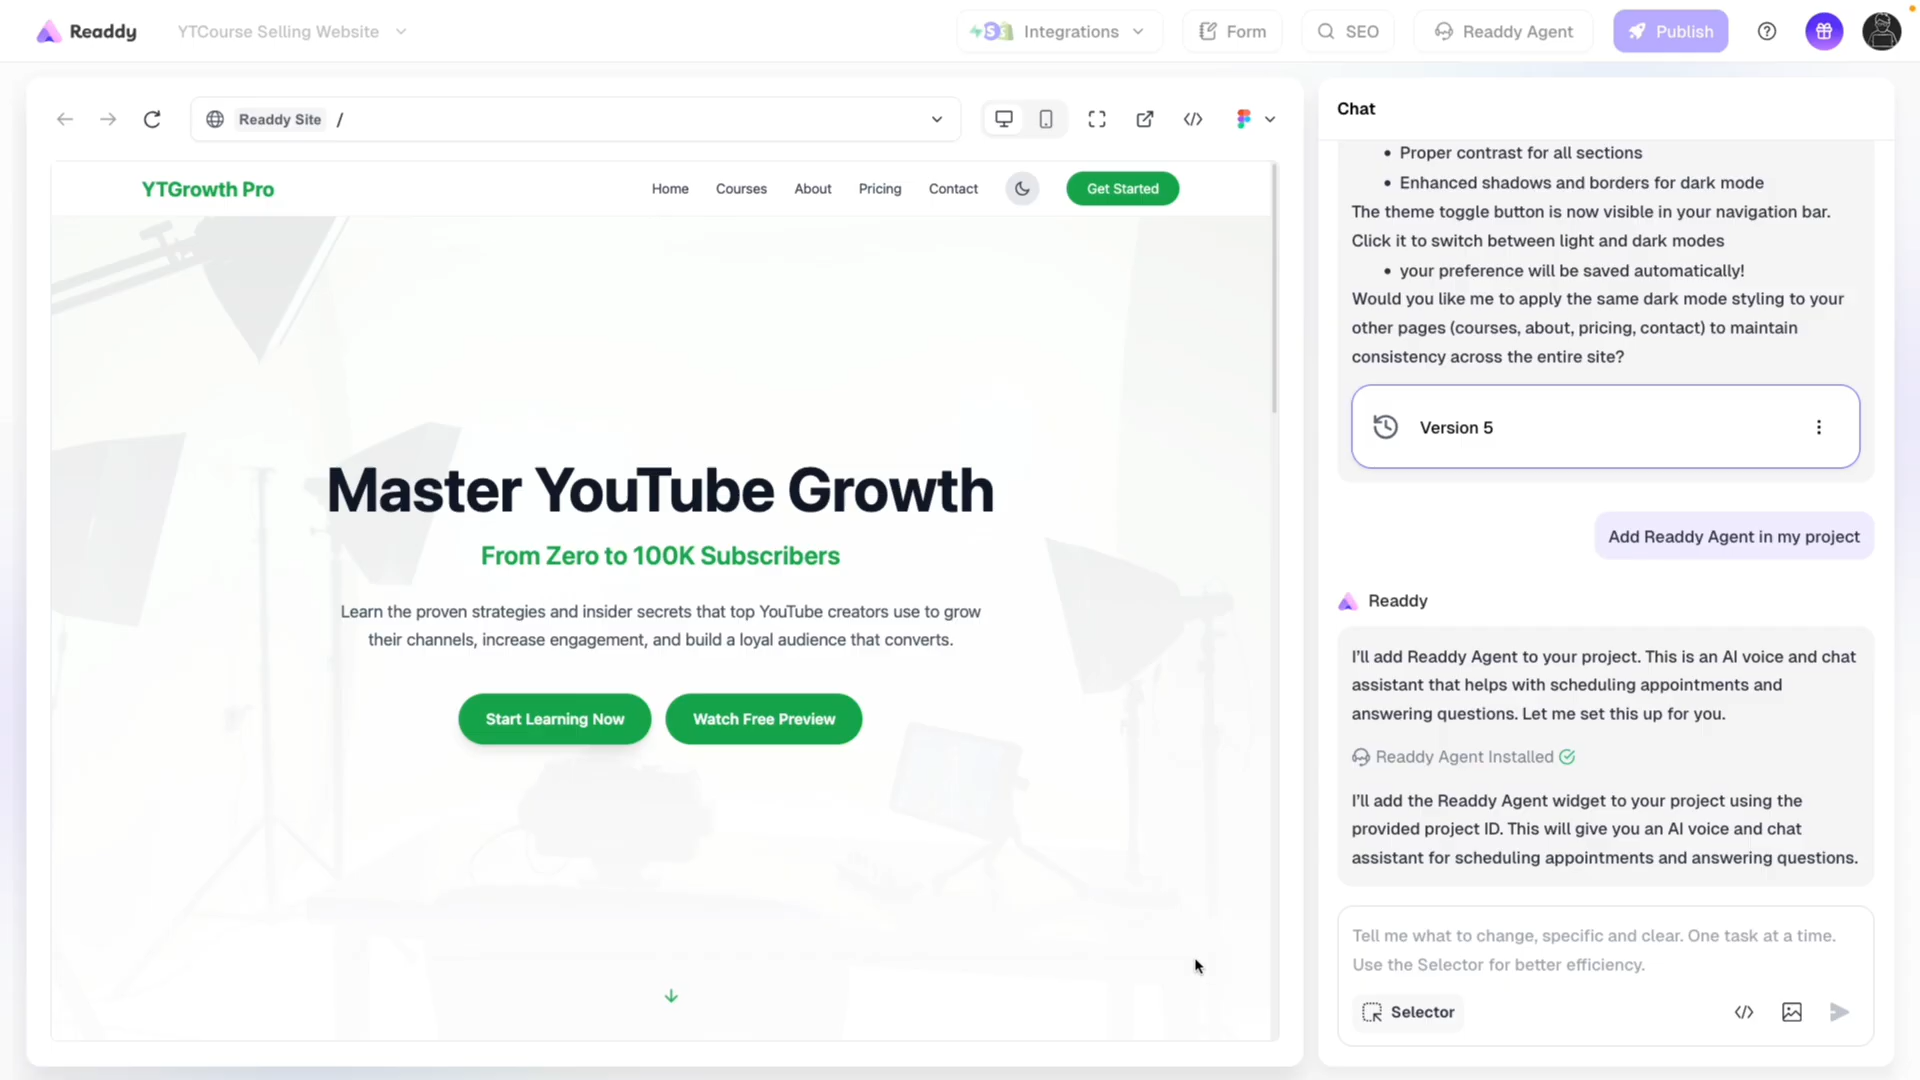 Readdy
YTCourse Selling Website
Integrations
Form
SEO
Readdy Agent
Publish
Readdy Site /
Chat
YTGrowth Pro
Home
Courses
About
Pricing
Contact
Get Started
Master YouTube Growth
From Zero to 100K Subscribers
Learn the proven strategies and insider secrets that top YouTube creators use to grow
their channels, increase engagement, and build a loyal audience that converts.
Start Learning Now
Watch Free Preview
• Proper contrast for all sections
• Enhanced shadows and borders for dark mode
The theme toggle button is now visible in your navigation bar.
Click it to switch between light and dark modes
• your preference will be saved automatically!
Would you like me to apply the same dark mode styling to your
other pages (courses, about, pricing, contact) to maintain
consistency across the entire site?
Version 5
Add Readdy Agent in my project
Readdy
I'll add Readdy Agent to your project. This is an AI voice and chat
assistant that helps with scheduling appointments and
answering questions. Let me set this up for you.
Readdy Agent Installed
I'll add the Readdy Agent widget to your project using the
provided project ID. This will give you an AI voice and chat
assistant for scheduling appointments and answering questions.
Tell me what to change, specific and clear. One task at a time.
Use the Selector for better efficiency.
Selector